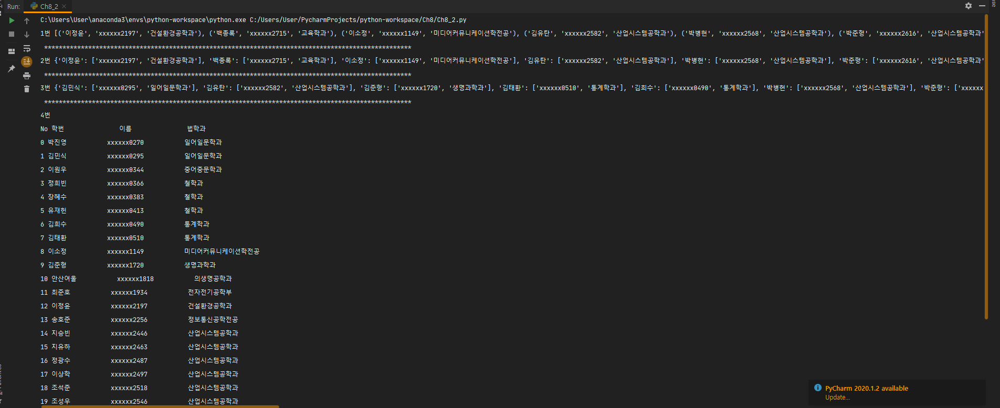 Run: Ch8_2
C:\Users\User\anaconda3\envs\python-workspace\python.exe C:/Users/User/PycharmProjects/python-workspace/Ch8/Ch8_2.py
1번 [('이정윤', 'xxxxxx2197', '건설환경공학과'), ('백종록', 'xxxxxx2715', '교육학과'), ('이소정', 'xxxxxx1149', '미디어커뮤니케이션학전공'), ('김유탄', 'xxxxxx2582', '산업시스템공학과'), ('박병현', 'xxxxxx2568', '산업시스템공학과'), ('박준형', 'xxxxxx2616', '산업시스템공학과'
*****************************************************************************************************
2번 {'이정윤': ['xxxxxx2197', '건설환경공학과'], '백종록': ['xxxxxx2715', '교육학과'], '이소정': ['xxxxxx1149', '미디어커뮤니케이션학전공'], '김유탄': ['xxxxxx2582', '산업시스템공학과'], '박병현': ['xxxxxx2568', '산업시스템공학과'], '박준형': ['xxxxxx2616', '산업시스템공학과'
*****************************************************************************************************
3번 {'김민식': ['xxxxxx0295', '일어일문학과'], '김유탄': ['xxxxxx2582', '산업시스템공학과'], '김준형': ['xxxxxx1720', '생명과학과'], '김태환': ['xxxxxx0510', '통계학과'], '김희수': ['xxxxxx0490', '통계학과'], '박병현': ['xxxxxx2568', '산업시스템공학과'], '박준형': ['xxxxxx
*****************************************************************************************************
4번
No 학번 이름 법학과
0 박진영 xxxxxx0270 일어일문학과
1 김민식 xxxxxx0295 일어일문학과
2 이원우 xxxxxx0344 중어중문학과
3 정희빈 xxxxxx0366 철학과
4 장혜수 xxxxxx0383 철학과
5 유재헌 xxxxxx0413 철학과
6 김희수 xxxxxx0490 통계학과
7 김태환 xxxxxx0510 통계학과
8 이소정 xxxxxx1149 미디어커뮤니케이션학전공
9 김준형 xxxxxx1720 생명과학과
10 안산여울 xxxxxx1818 의생명공학과
11 최준호 xxxxxx1934 전자전기공학부
12 이정윤 xxxxxx2197 건설환경공학과
13 송호준 xxxxxx2256 정보통신공학전공
14 지승빈 xxxxxx2446 산업시스템공학과
15 지유하 xxxxxx2463 산업시스템공학과
16 정광수 xxxxxx2487 산업시스템공학과
17 이상학 xxxxxx2497 산업시스템공학과
18 조석준 xxxxxx2518 산업시스템공학과
19 조성우 xxxxxx2546 산업시스템공학과
PyCharm 2020.1.2 available
Update...